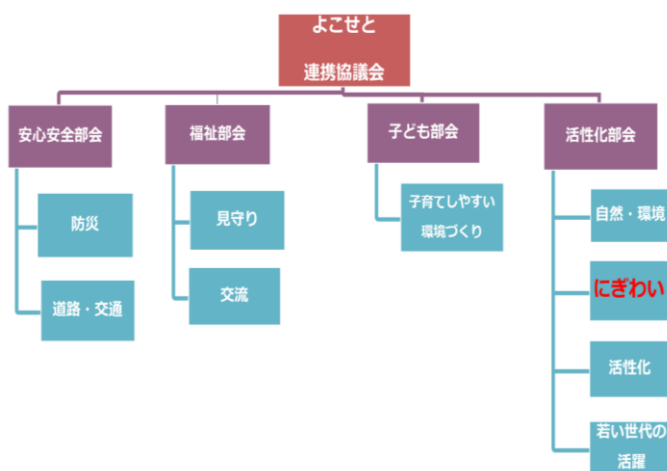 よこせと
連携協議会
安心安全部会
福祉部会
子ども部会
活性化部会
防災
道路・交通
見守り
交流
子育てしやすい
環境づくり
自然・環境
にぎわい
活性化
若い世代の
活躍